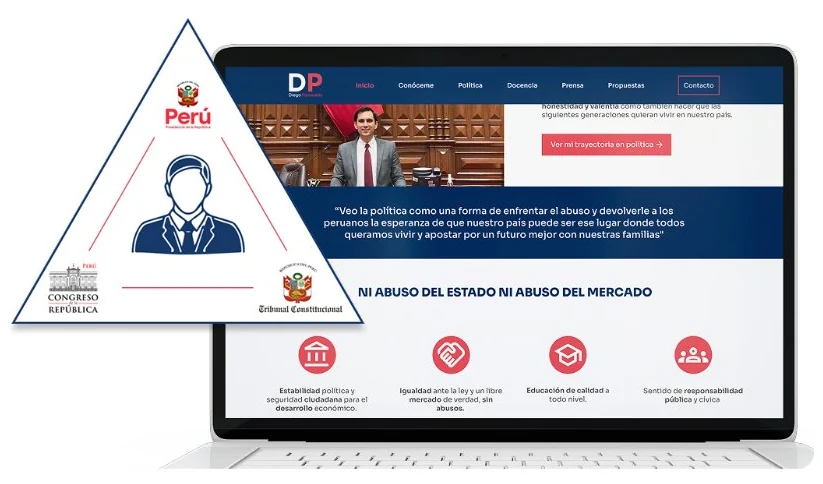 Perú
Presidencia de la República
PERÚ
CONGRESO
de la
REPÚBLICA
REPÚBLICA DEL PERÚ
Tribunal Constitucional
DP
Diego
Inicio
Conóceme
Política
Docencia
Prensa
Propuestas
Contacto
honestidad y valentía como también hacer que las
siguientes generaciones quieran vivir en nuestro país.
Ver mi trayectoria en política →
“Veo la política como una forma de enfrentar el abuso y devolverle a los
peruanos la esperanza de que nuestro país puede ser ese lugar donde todos
queramos vivir y apostar por un futuro mejor con nuestras familias”
NI ABUSO DEL ESTADO NI ABUSO DEL MERCADO
Estabilidad política y
seguridad ciudadana para el
desarrollo económico.
Igualdad ante la ley y un libre
mercado de verdad, sin
abusos.
Educación de calidad a
todo nivel.
Sentido de responsabilidad
pública y cívica